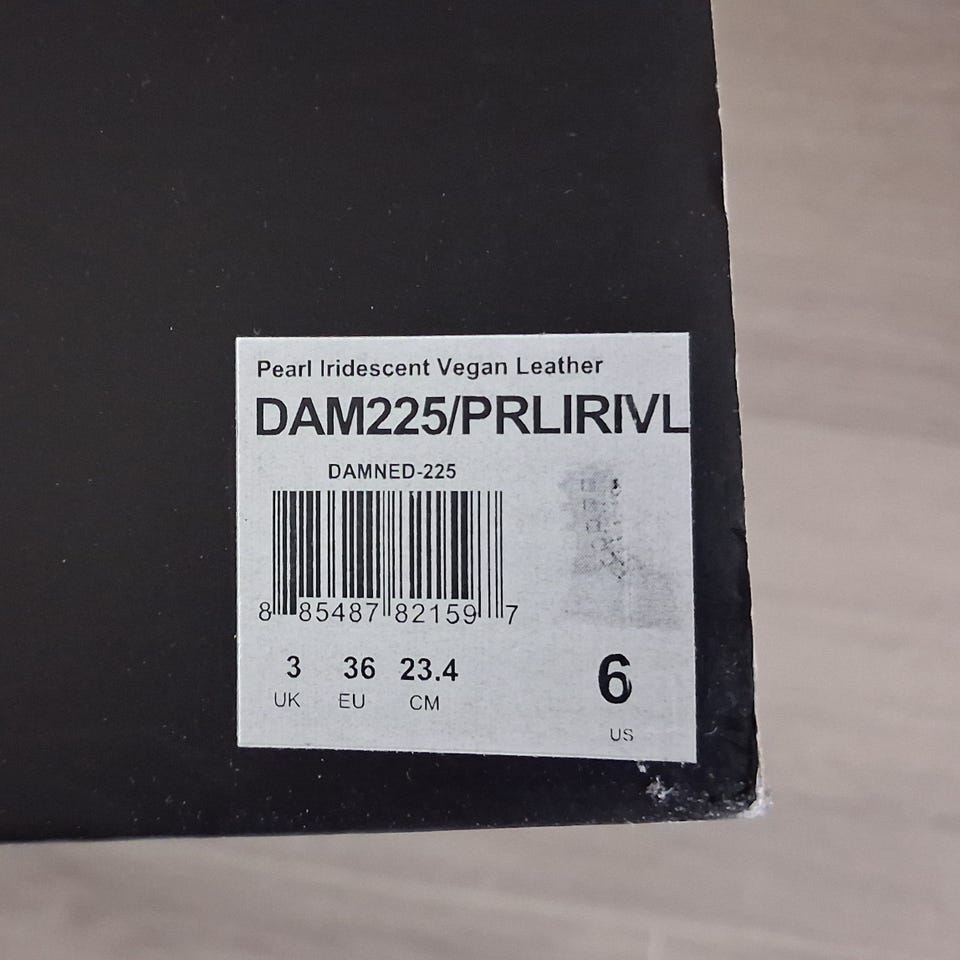 Pearl Iridescent Vegan Leather
DAM225/PRLIRIVL
DAMNED-225
8 85487 82159 7
3 36 23.4 6
UK EU CM US